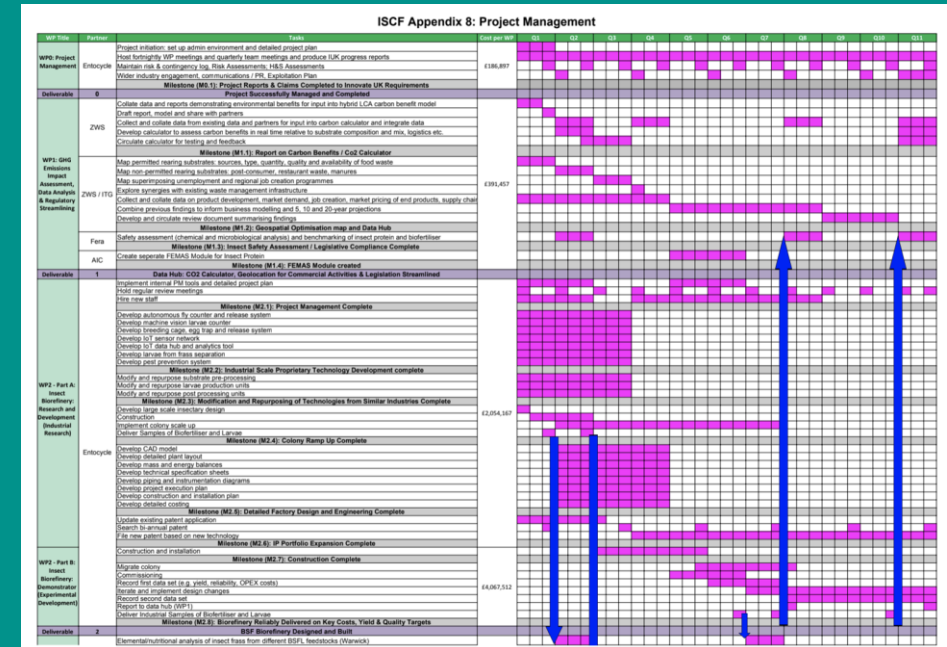 ISCF Appendix 8: Project Management
WP Title Partner Tasks Cost per WP Q1 Q2 Q3 Q4 Q5 Q6 Q7 Q8 Q9 Q10 Q11
WP0: Project Management
Entocycle
Project initiation: set up admin environment and detailed project plan
Host fortnightly WP meetings and quarterly team meetings and produce IUK progress reports
Maintain risk & contingency log, Risk Assessments; H&S Assessments
Wider industry engagement, communications / PR, Exploitation Plan
£186,897
Milestone (M0.1): Project Reports & Claims Completed to Innovate UK Requirements
Deliverable 0 Project Successfully Managed and Completed
WP1: GHG Emissions Impact Assessment, Data Analysis & Regulatory Streamlining
ZWS
Collate data and reports demonstrating environmental benefits for input into hybrid LCA carbon benefit model
Draft report, model and share with partners
Collect and collate data from existing data and partners for input into carbon calculator and integrate data
Develop calculator to assess carbon benefits in real time relative to substrate composition and mix, logistics etc.
Circulate calculator for testing and feedback
Milestone (M1.1): Report on Carbon Benefits / Co2 Calculator
ZWS / ITG
Map permitted rearing substrates: sources, type, quantity, quality and availability of food waste
Map non-permitted rearing substrates: post-consumer, restaurant waste, manures
Map superimposing unemployment and regional job creation programmes
Explore synergies with existing waste management infrastructure
Collect and collate data on product development, market demand, job creation, market pricing of end products, supply chain
Combine previous findings to inform business modelling and 5, 10 and 20-year projections
Develop and circulate review document summarising findings
£391,457
Milestone (M1.2): Geospatial Optimisation map and Data Hub
Fera
Safety assessment (chemical and microbiological analysis) and benchmarking of insect protein and biofertiliser
Milestone (M1.3): Insect Safety Assessment / Legislative Compliance Complete
AIC
Create seperate FEMAS Module for Insect Protein
Milestone (M1.4): FEMAS Module created
Deliverable 1 Data Hub: CO2 Calculator, Geolocation for Commercial Activities & Legislation Streamlined
WP2 - Part A: Insect Biorefinery: Research and Development (Industrial Research)
Entocycle
Implement internal PM tools and detailed project plan
Hold regular review meetings
Hire new staff
Milestone (M2.1): Project Management Complete
Develop autonomous fly counter and release system
Develop machine vision larvae counter
Develop breeding cage, egg trap and release system
Develop IoT sensor network
Develop IoT data hub and analytics tool
Develop larvae from frass separation
Develop pest prevention system
Milestone (M2.2): Industrial Scale Proprietary Technology Development complete
Modify and repurpose substrate pre-processing
Modify and repurpose larvae production units
Modify and repurpose post processing units
Milestone (M2.3): Modification and Repurposing of Technologies from Similar Industries Complete
Develop large scale insectary design
Construction
Implement colony scale up
Deliver Samples of Biofertiliser and Larvae
£2,054,167
Milestone (M2.4): Colony Ramp Up Complete
Develop CAD model
Develop detailed plant layout
Develop mass and energy balances
Develop technical specification sheets
Develop piping and instrumentation diagrams
Develop project execution plan
Develop construction and installation plan
Develop detailed costing
Milestone (M2.5): Detailed Factory Design and Engineering Complete
Update existing patent application
Search bi-annual patent
File new patent based on new technology
Milestone (M2.6): IP Portfolio Expansion Complete
WP2 - Part B: Insect Biorefinery: Demonstrator (Experimental Development)
Construction and installation
Milestone (M2.7): Construction Complete
Migrate colony
Commissioning
Record first data set (e.g. yield, reliability, OPEX costs)
Iterate and implement design changes
Record second data set
Report to data hub (WP1)
Deliver Industrial Samples of Biofertiliser and Larvae
£4,067,512
Milestone (M2.8): Biorefinery Reliably Delivered on Key Costs, Yield & Quality Targets
Deliverable 2 BSF Biorefinery Designed and Built
Elemental/nutritional analysis of insect frass from different BSFL feedstocks (Warwick)